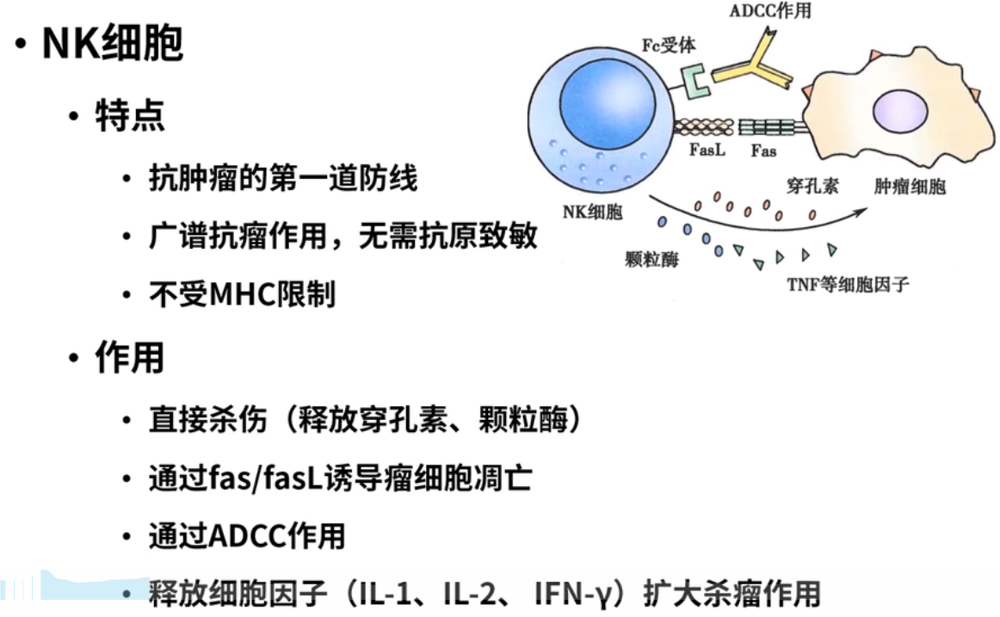 • NK细胞
• 特点
• 抗肿瘤的第一道防线
• 广谱抗瘤作用，无需抗原致敏
• 不受MHC限制
• 作用
• 直接杀伤（释放穿孔素、颗粒酶）
• 通过fas/fasL诱导瘤细胞凋亡
• 通过ADCC作用
• 释放细胞因子（IL-1、IL-2、 IFN-γ）扩大杀瘤作用
ADCC作用
Fc受体
FasL
Fas
NK细胞
穿孔素
肿瘤细胞
颗粒酶
TNF等细胞因子